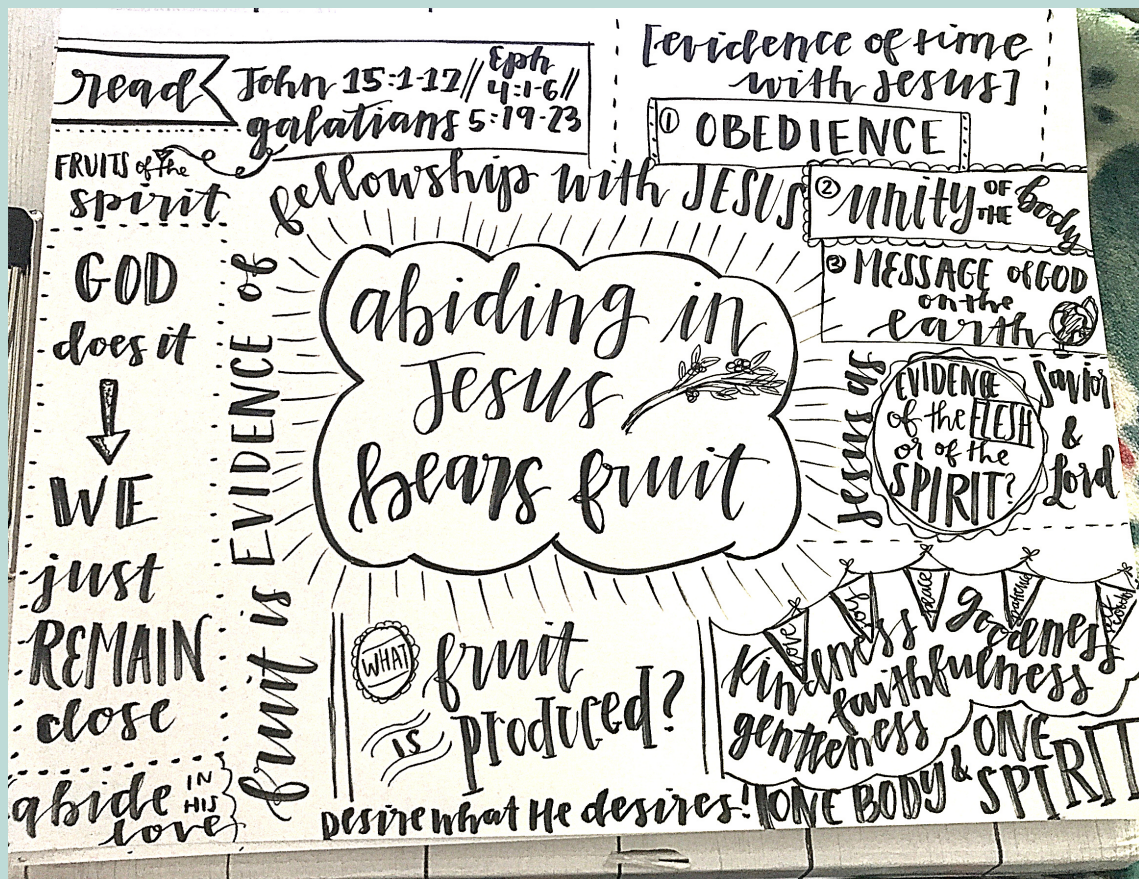 read
John 15:1-12// Eph 4:1-6//
galatians 5:19-23
[evidence of time
with Jesus]
① OBEDIENCE
② unity OF THE body
③ MESSAGE of GOD
on the
earth
FRUITS of the
spirit
GOD
does it
WE
just
REMAIN
close
abide IN HIS
love
fruit is EVIDENCE of fellowship with JESUS
abiding in
Jesus
bears fruit
Jesus as
EVIDENCE
of the FLESH
or of the
SPIRIT?
Savior
&
Lord
WHAT fruit
IS produced?
Desire what He desires!
love joy peace patience
kindness goodness
faithfulness
gentleness
ONE BODY & ONE SPIRIT